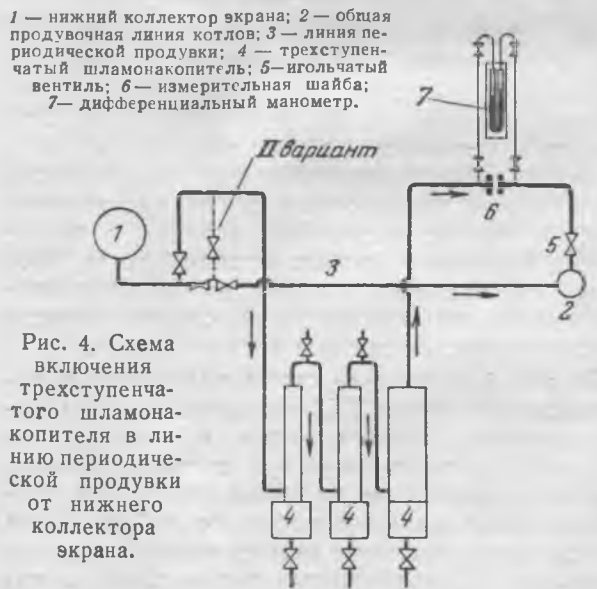 1 — нижний коллектор экрана; 2 — общая
продувочная линия котлов; 3 — линия пе-
риодической продувки; 4 — трехступен-
чатый шламонакопитель; 5—игольчатый
вентиль; 6 — измерительная шайба;
7— дифференциальный манометр.
7
II вариант
1
6
5
3
2
Рис. 4. Схема
включения
трехступенча-
того шламона-
копителя в ли-
нию периодиче-
ской продувки
от нижнего
коллектора
экрана.
4 4 4